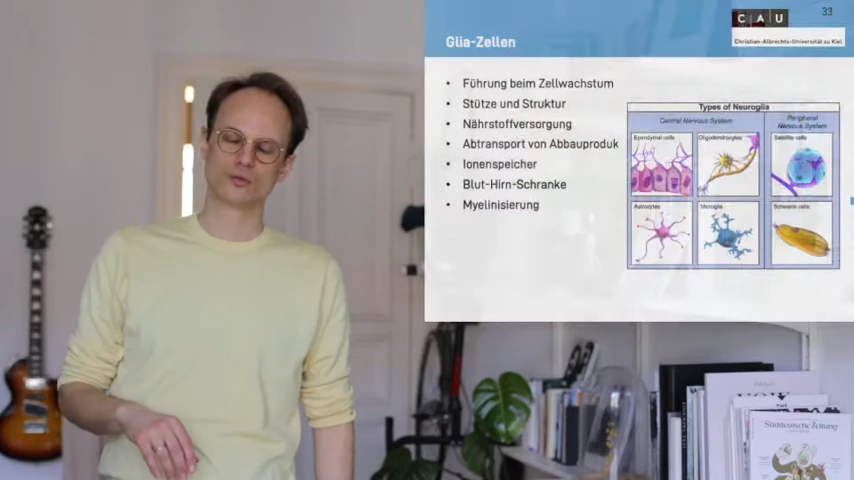 33
CAU
Christian-Albrechts-Universität zu Kiel
Glia-Zellen
• Führung beim Zellwachstum
• Stütze und Struktur
• Nährstoffversorgung
• Abtransport von Abbauproduk
• Ionenspeicher
• Blut-Hirn-Schranke
• Myelinisierung
Types of Neuroglia
Central Nervous System
Peripheral
Nervous System
Ependymal cells
Oligodendrocytes
Satellite cells
Astrocytes
Microglia
Schwann cells
Süddeutsche Zeitung